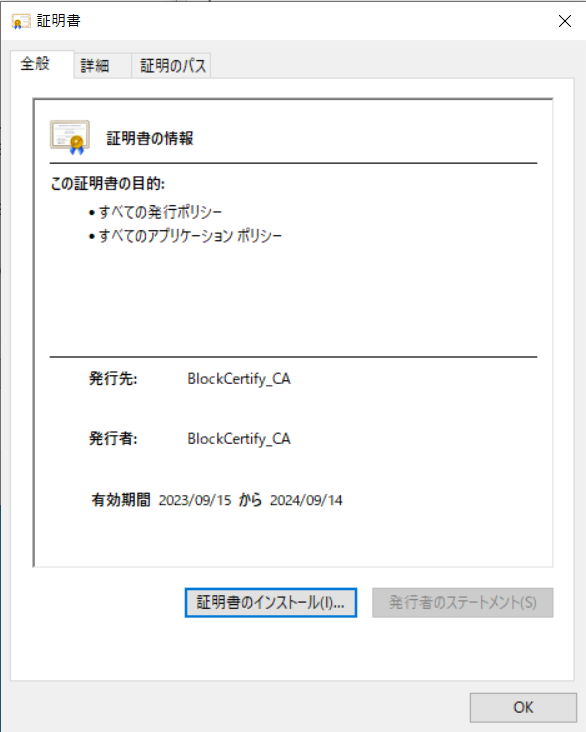 証明書
全般 詳細 証明のパス
証明書の情報
この証明書の目的:
• すべての発行ポリシー
• すべてのアプリケーション ポリシー
発行先: BlockCertify_CA
発行者: BlockCertify_CA
有効期間 2023/09/15 から 2024/09/14
証明書のインストール(I)... 発行者のステートメント(S)
OK